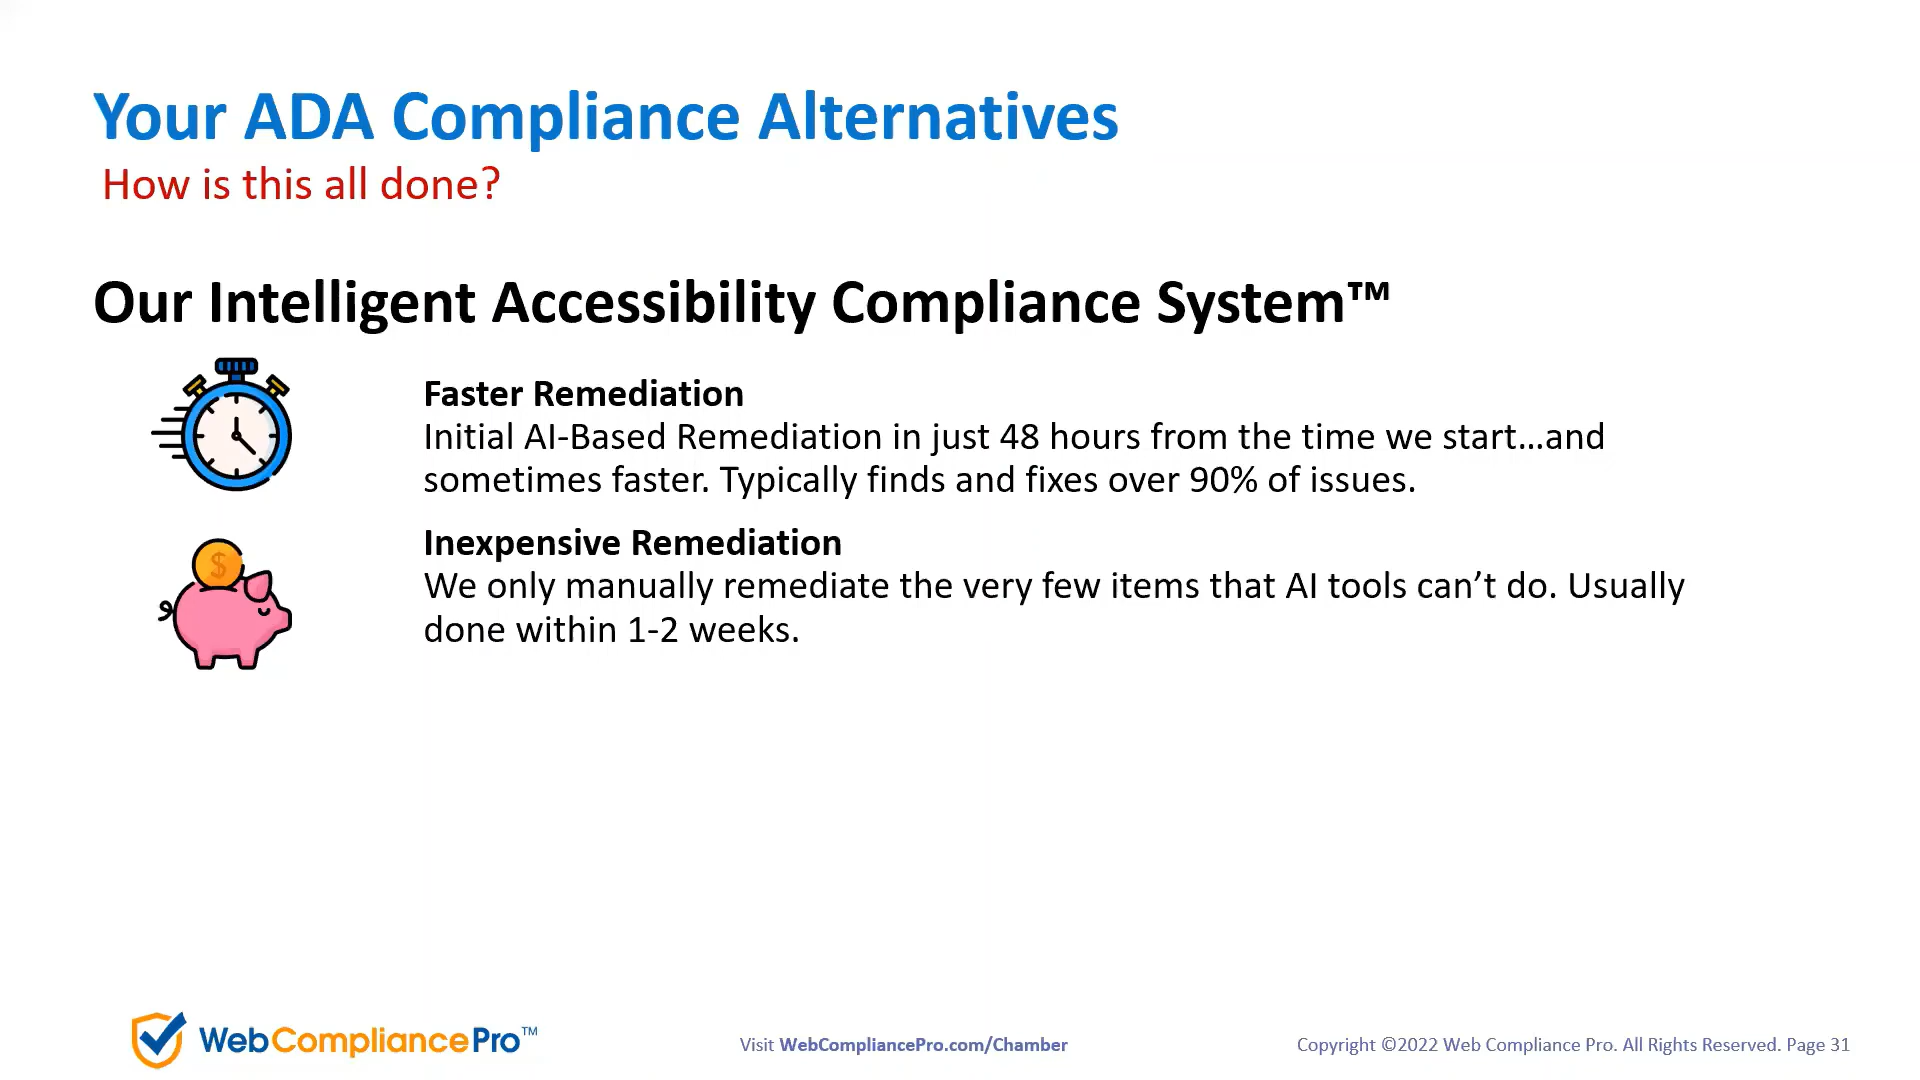 Your ADA Compliance Alternatives
How is this all done?
Our Intelligent Accessibility Compliance System™
Faster Remediation
Initial AI-Based Remediation in just 48 hours from the time we start…and
sometimes faster. Typically finds and fixes over 90% of issues.
$
Inexpensive Remediation
We only manually remediate the very few items that AI tools can’t do. Usually
done within 1-2 weeks.
WebCompliancePro™
Visit WebCompliancePro.com/Chamber
Copyright ©2022 Web Compliance Pro. All Rights Reserved. Page 31